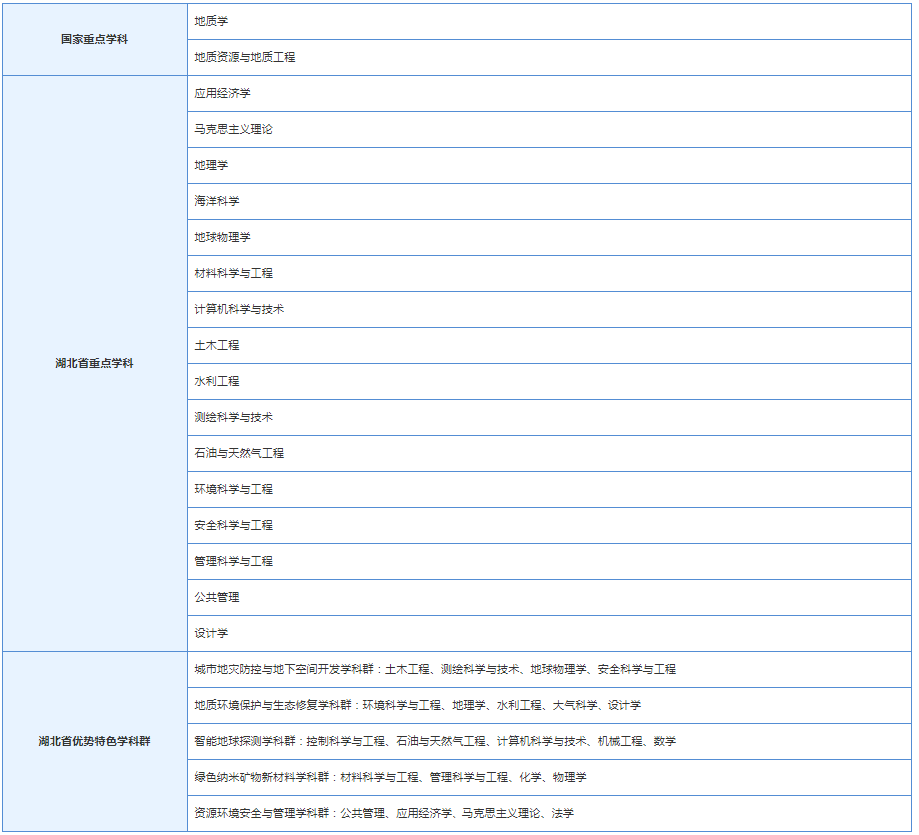 国家重点学科
地质学
地质资源与地质工程
湖北省重点学科
应用经济学
马克思主义理论
地理学
海洋科学
地球物理学
材料科学与工程
计算机科学与技术
土木工程
水利工程
测绘科学与技术
石油与天然气工程
环境科学与工程
安全科学与工程
管理科学与工程
公共管理
设计学
湖北省优势特色学科群
城市地灾防控与地下空间开发学科群：土木工程、测绘科学与技术、地球物理学、安全科学与工程
地质环境保护与生态修复学科群：环境科学与工程、地理学、水利工程、大气科学、设计学
智能地球探测学科群：控制科学与工程、石油与天然气工程、计算机科学与技术、机械工程、数学
绿色纳米矿物新材料学科群：材料科学与工程、管理科学与工程、化学、物理学
资源环境安全与管理学科群：公共管理、应用经济学、马克思主义理论、法学